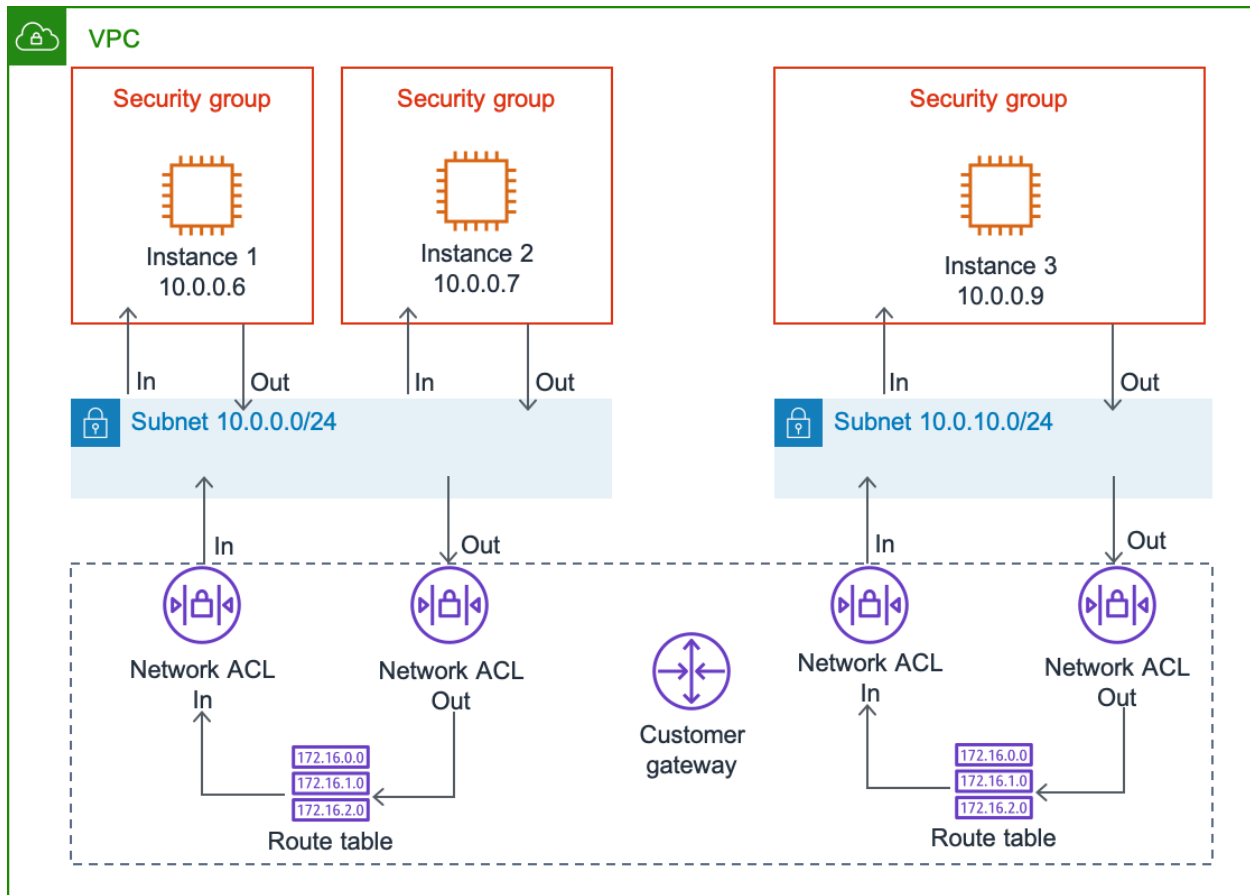 VPC
Security group
Security group
Security group
Instance 1
10.0.0.6
Instance 2
10.0.0.7
Instance 3
10.0.0.9
In
Out
In
Out
In
Out
Subnet 10.0.0.0/24
Subnet 10.0.10.0/24
In
Out
In
Out
Network ACL
In
Network ACL
Out
Customer
gateway
Network ACL
In
Network ACL
Out
172.16.0.0
172.16.1.0
172.16.2.0
Route table
172.16.0.0
172.16.1.0
172.16.2.0
Route table